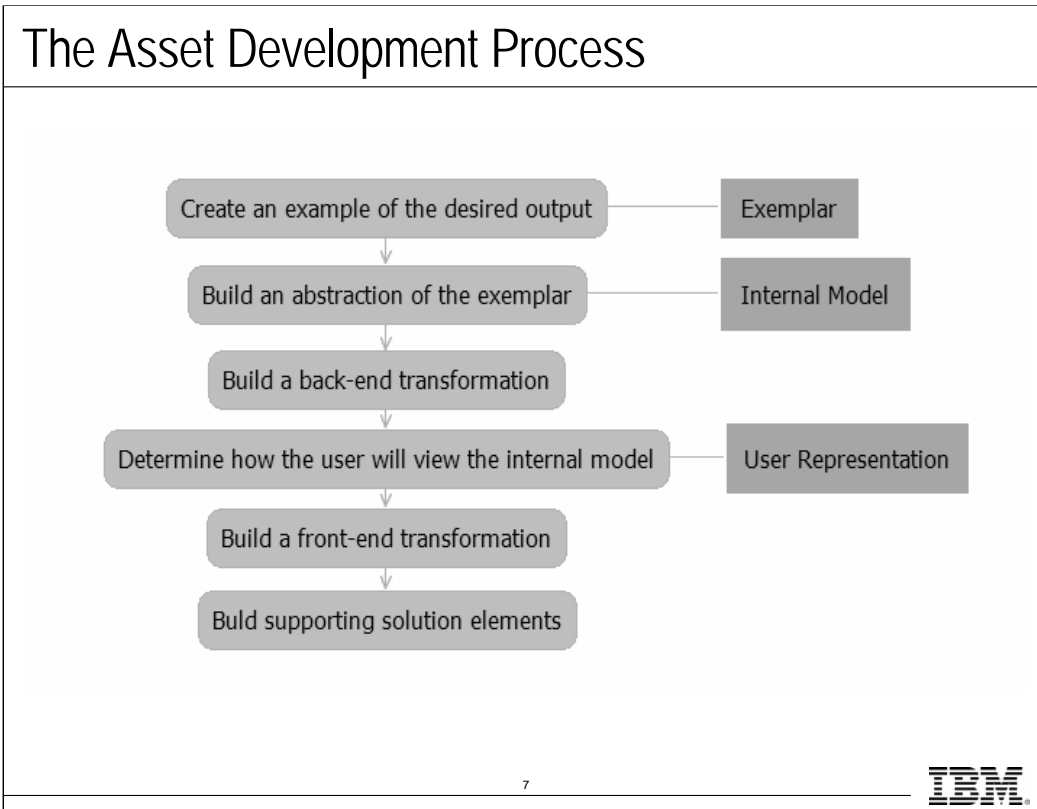 The Asset Development Process
Create an example of the desired output
Exemplar
Build an abstraction of the exemplar
Internal Model
Build a back-end transformation
Determine how the user will view the internal model
User Representation
Build a front-end transformation
Buld supporting solution elements
7
IBM.